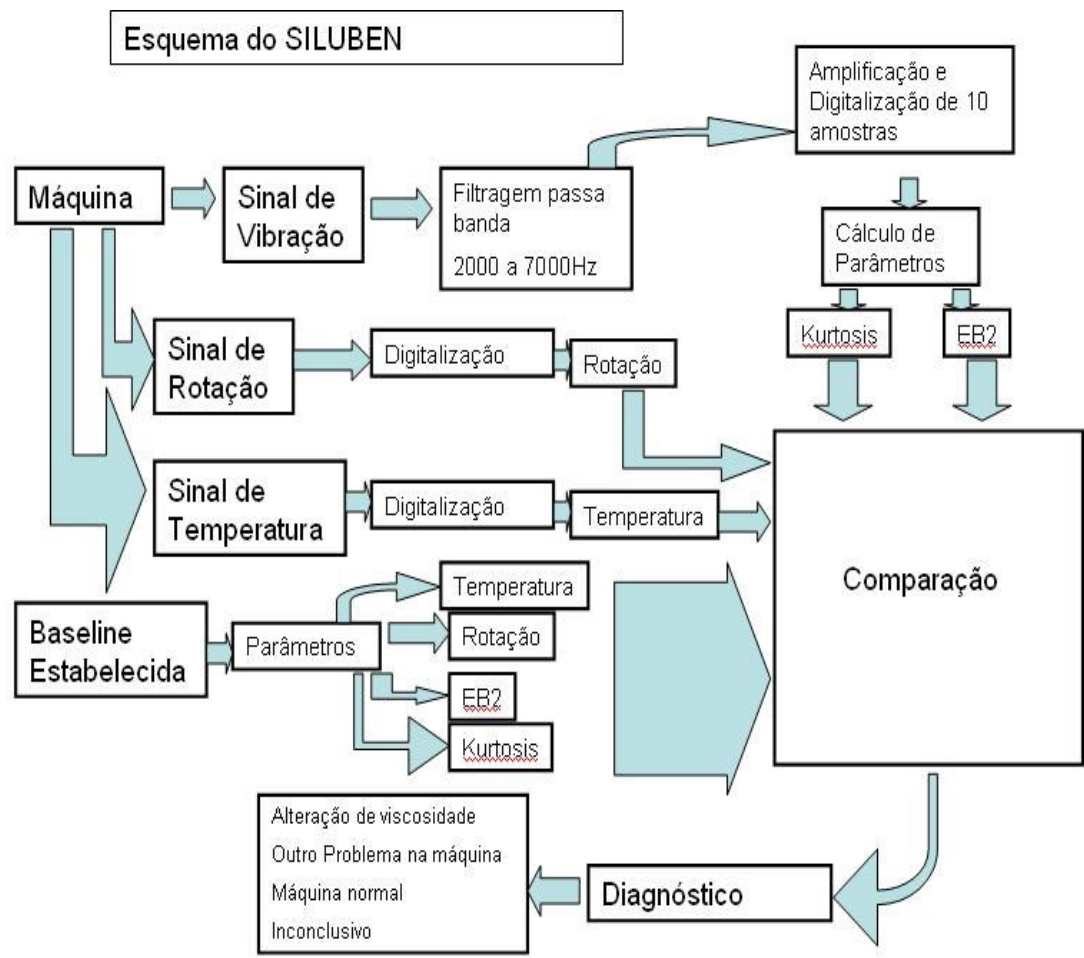 Esquema do SILUBEN
Amplificação e
Digitalização de 10
amostras
Máquina
Sinal de
Vibração
Filtragem passa
banda
2000 a 7000Hz
Cálculo de
Parâmetros
Kurtosis
EB2
Sinal de
Rotação
Digitalização
Rotação
Sinal de
Temperatura
Digitalização
Temperatura
Comparação
Baseline
Estabelecida
Parâmetros
Temperatura
Rotação
EB2
Kurtosis
Alteração de viscosidade
Outro Problema na máquina
Máquina normal
Inconclusivo
Diagnóstico